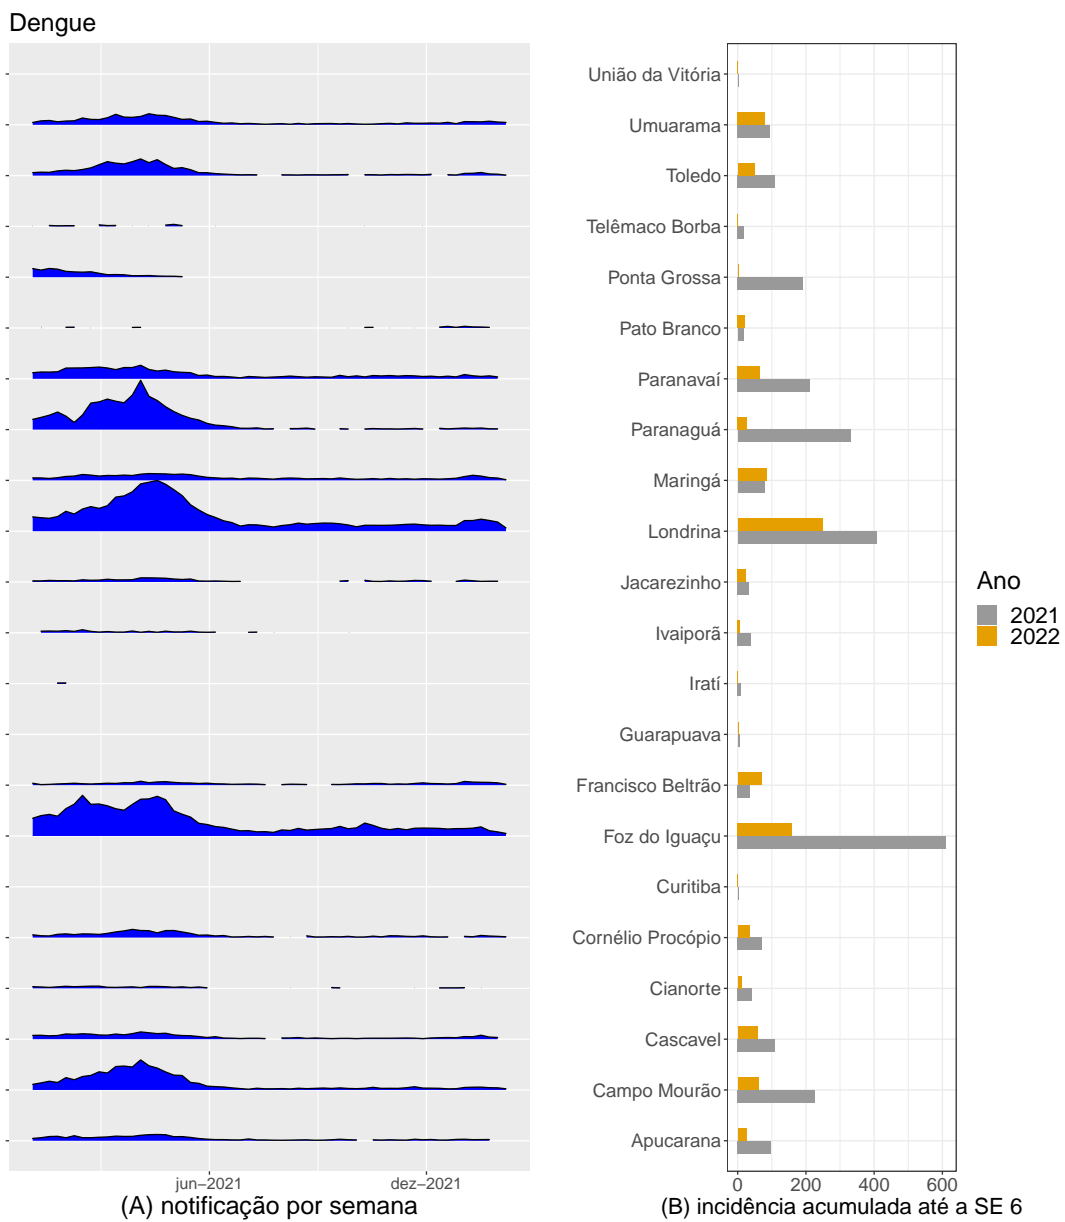 Dengue
União da Vitória
Umuarama
Toledo
Telêmaco Borba
Ponta Grossa
Pato Branco
Paranavaí
Paranaguá
Maringá
Londrina
Jacarezinho
Ivaiporã
Iratí
Guarapuava
Francisco Beltrão
Foz do Iguaçu
Curitiba
Cornélio Procópio
Cianorte
Cascavel
Campo Mourão
Apucarana
Ano
2021
2022
jun−2021 dez−2021
0 200 400 600
(A) notificação por semana
(B) incidência acumulada até a SE 6